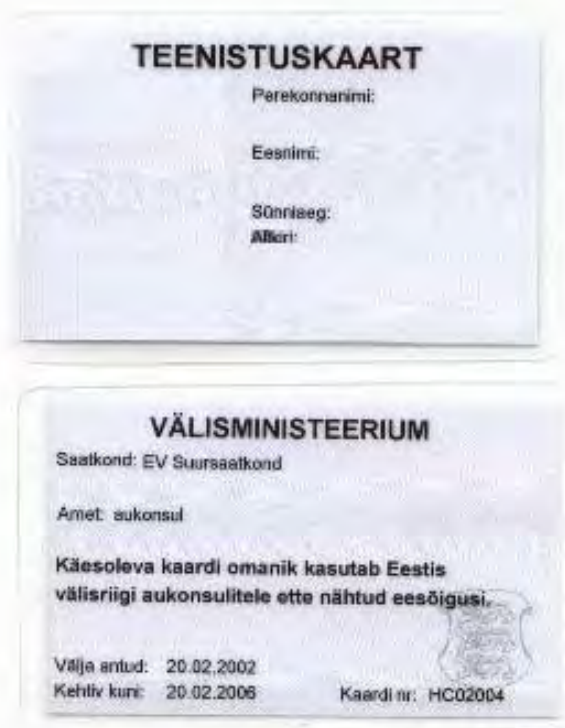 TEENISTUSKAART
Perekonnanimi:
Eesnimi:
Sünniaeg:
Allkiri:
VÄLISMINISTEERIUM
Saatkond: EV Suursaatkond
Amet: aukonsul
Käesoleva kaardi omanik kasutab Eestis
välisriigi aukonsulitele ette nähtud eesõigusi.
Välja antud: 20.02.2002
Kehtiv kuni: 20.02.2006 Kaardi nr: HC02004